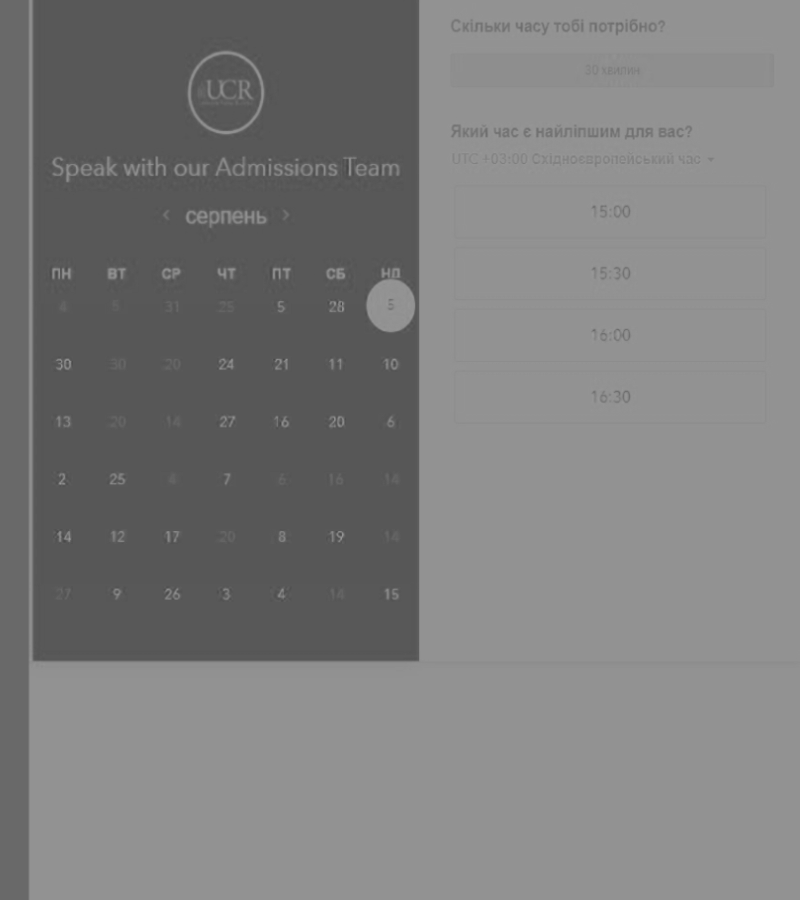 UCR
Speak with our Admissions Team
серпень
ПН ВТ СР ЧТ ПТ СБ НД
4 5 31 25 5 28 5
30 30 20 24 21 11 10
13 20 14 27 16 20 6
2 25 4 7 6 16 14
14 12 17 20 8 19 14
27 9 26 3 4 14 15
Скільки часу тобі потрібно?
30 хвилин
Який час є найліпшим для вас?
UTC +03:00 Східноєвропейський час
15:00
15:30
16:00
16:30